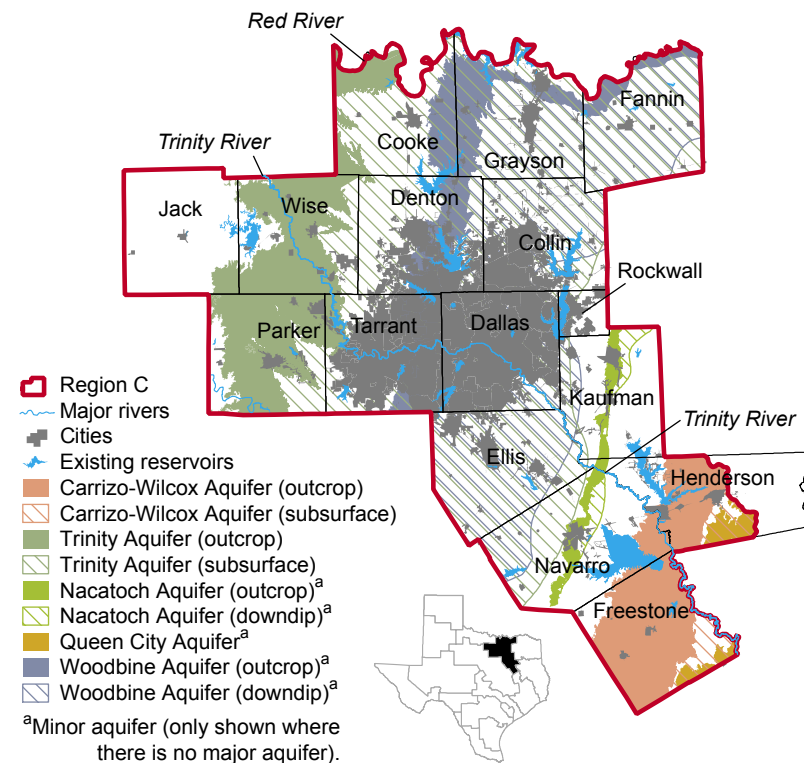 Red River
Fannin
Cooke
Grayson
Trinity River
Jack
Wise
Denton
Collin
Rockwall
Parker
Tarrant
Dallas
Kaufman
Trinity River
Ellis
Henderson
Navarro
Freestone
Region C
Major rivers
Cities
Existing reservoirs
Carrizo-Wilcox Aquifer (outcrop)
Carrizo-Wilcox Aquifer (subsurface)
Trinity Aquifer (outcrop)
Trinity Aquifer (subsurface)
Nacatoch Aquifer (outcrop)a
Nacatoch Aquifer (downdip)a
Queen City Aquifera
Woodbine Aquifer (outcrop)a
Woodbine Aquifer (downdip)a
aMinor aquifer (only shown where
there is no major aquifer).